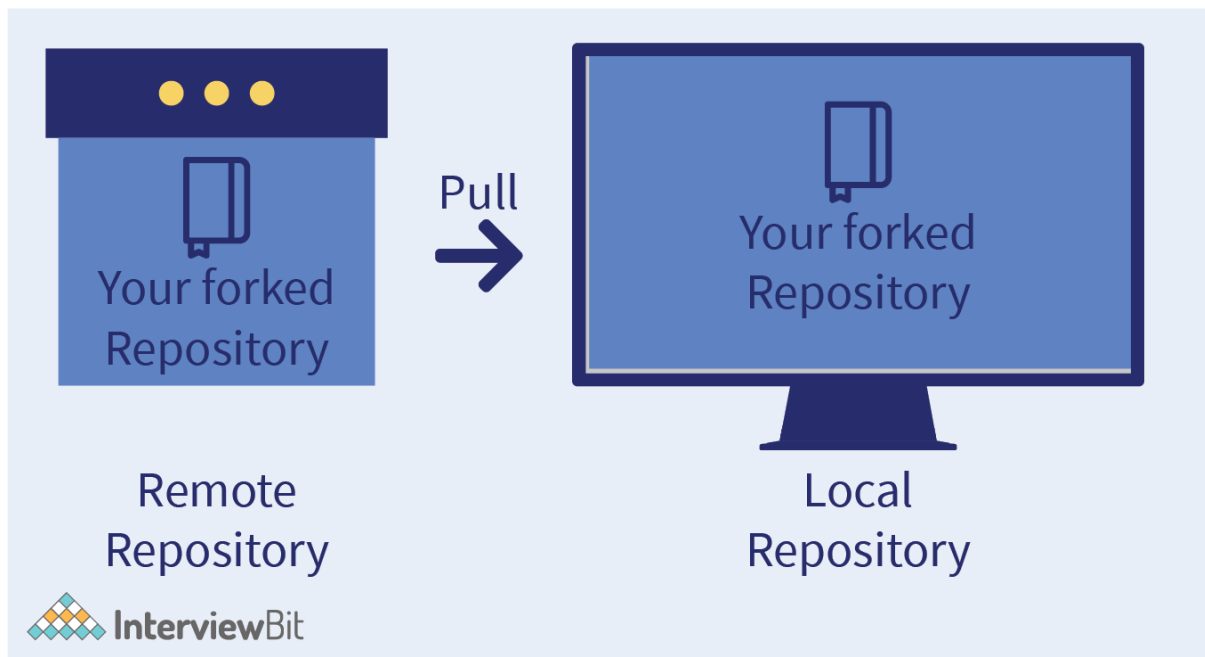 Your forked
Repository
Pull
Your forked
Repository
Remote
Repository
Local
Repository
InterviewBit